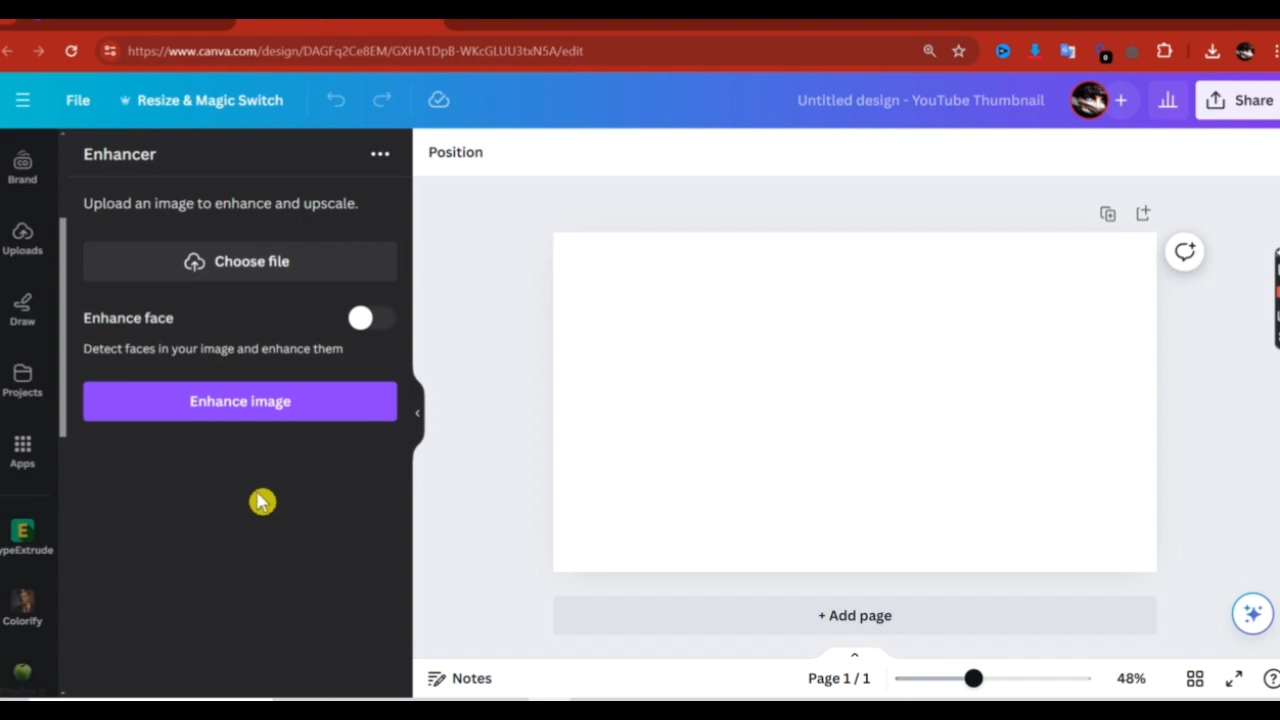 https://www.canva.com/design/DAGFq2Ce8EM/GXHA1DpB-WKcGLUU3txN5A/edit
0
File
Resize & Magic Switch
Untitled design - YouTube Thumbnail
Share
Brand
Uploads
Draw
Projects
Apps
E
ypeExtrude
Colorify
Enhancer
Upload an image to enhance and upscale.
Choose file
Enhance face
Detect faces in your image and enhance them
Enhance image
Position
+ Add page
Notes
Page 1 / 1
48%